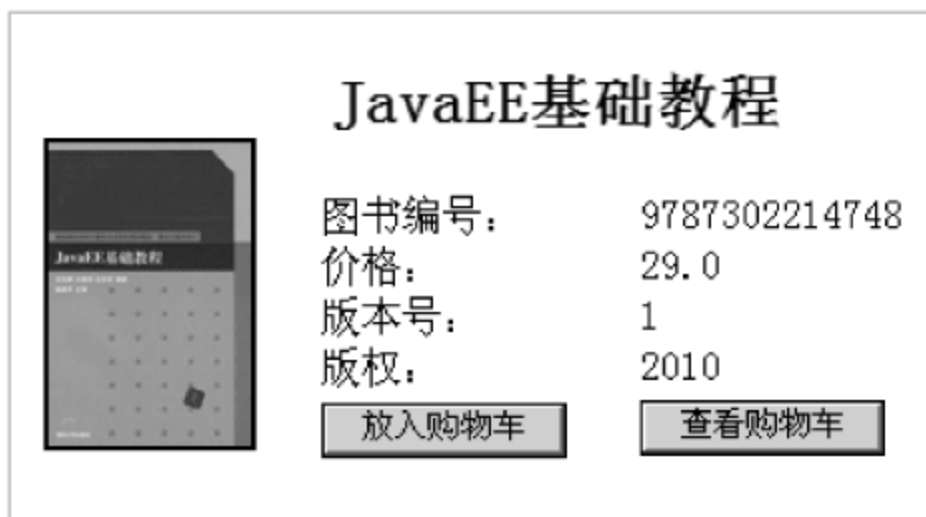 JavaEE基础教程
JavaEE基础教程
图书编号: 9787302214748
价格: 29.0
版本号: 1
版权: 2010
放入购物车 查看购物车